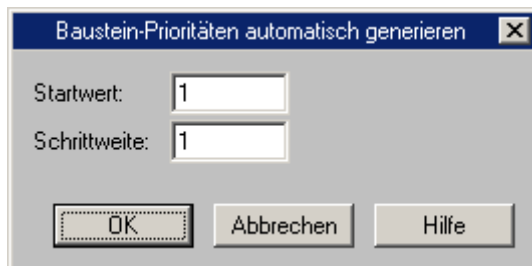 Baustein-Prioritäten automatisch generieren
Startwert: 1
Schrittweite: 1
OK Abbrechen Hilfe